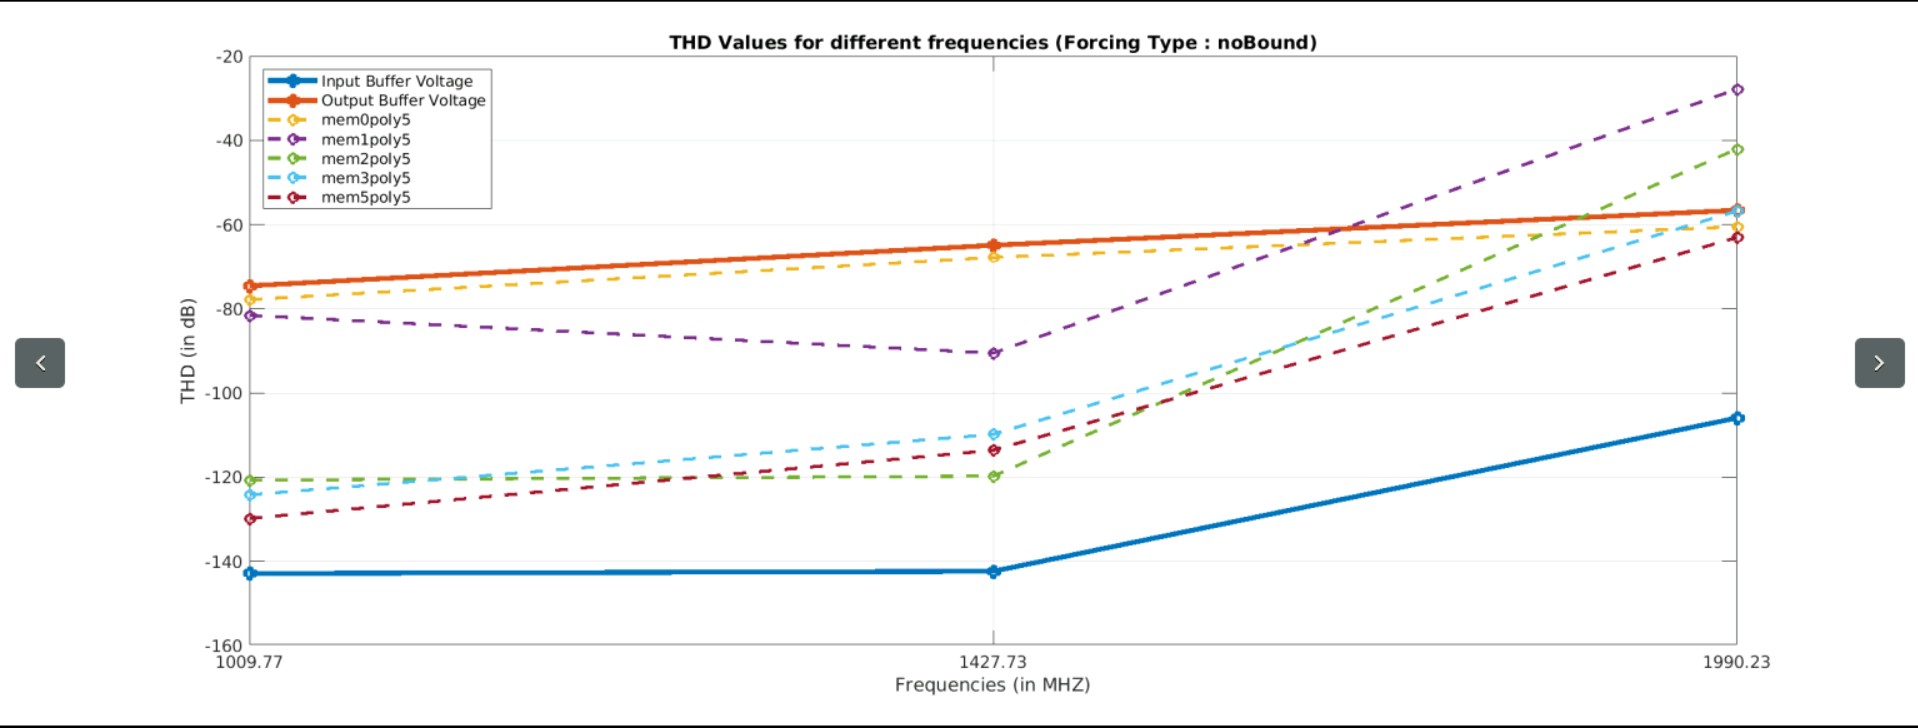 THD Values for different frequencies (Forcing Type : noBound)
-20
Input Buffer Voltage
Output Buffer Voltage
mem0poly5
mem1poly5
mem2poly5
mem3poly5
mem5poly5
-40
-60
-80
-100
-120
-140
-160
THD (in dB)
1009.77 1427.73 1990.23
Frequencies (in MHZ)